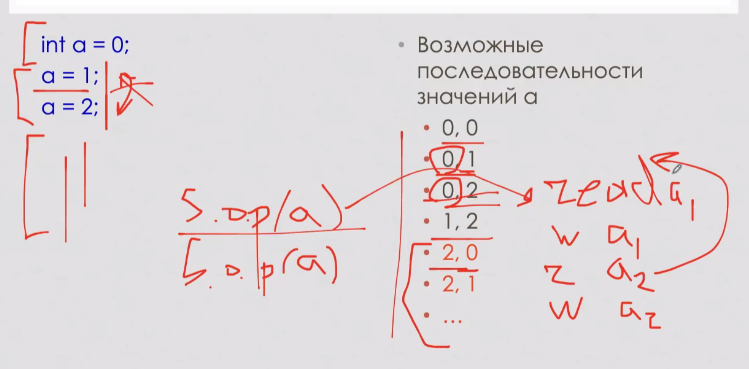 int a = 0;
a = 1;
a = 2;
S.o.p(a)
S.o.p(a)
• Возможные
последовательности
значений a
• 0, 0
• 0, 1
• 0, 2
• 1, 2
• 2, 0
• 2, 1
• ...
read a1
w a1
r a2
w a2